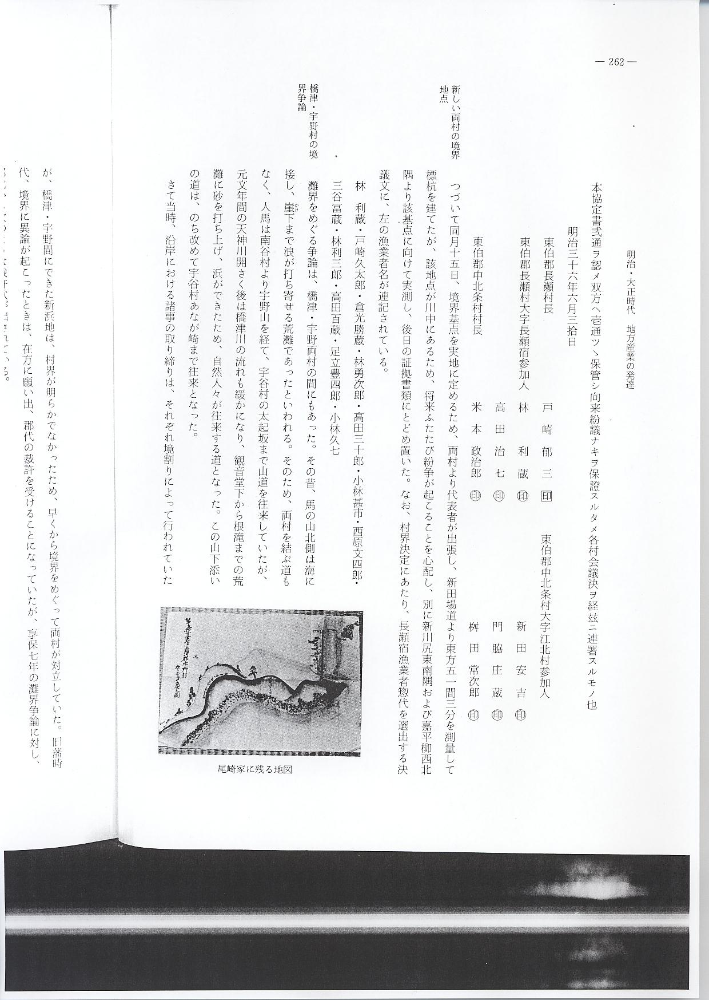 — 262 —
明治・大正時代　地方産業の発達
本協定書弐通ヲ認メ双方ヘ壱通ツヽ保管シ向来紛議ナキヲ保證スルタメ各村会議決ヲ経玆ニ連署スルモノ也
明治三十六年六月三拾日
東伯郡長瀬村長　戸崎郁三　印
東伯郡長瀬村大字長瀬宿参加人　林利蔵　印
高田治七　印
東伯郡中北条村村長　米本政治郎　印
東伯郡中北条村大字江北村参加人
新田安吉　印
門脇庄蔵　印
桝田常次郎　印
新しい両村の境界
地点
つづいて同月十五日、境界基点を実地に定めるため、両村より代表者が出張し、新田場道より東方五一間三分を測量して
標杭を建てたが、該地点が川中にあるため、将来ふたたび紛争が起こることを心配し、別に新川尻東南隅および嘉平柳西北
隅より該基点に向けて実測し、後日の証拠書類にとどめ置いた。なお、村界決定にあたり、長瀬宿漁業者惣代を選出する決
議文に、左の漁業者名が連記されている。
林　利蔵・戸崎久太郎・倉光勝蔵・林勇次郎・高田三十郎・小林甚市・西原文四郎・
三谷冨蔵・林利三郎・高田百蔵・足立豊四郎・小林久七
橋津・宇野村の境
界争論
灘界をめぐる争論は、橋津・宇野両村の間にもあった。その昔、馬の山北側は海に
接し、崖下まで浪が打ち寄せる荒灘であったといわれる。そのため、両村を結ぶ道も
なく、人馬は南谷村より宇野山を経て、宇谷村の太起坂まで山道を往来していたが、
元文年間の天神川開さく後は橋津川の流れも緩かになり、観音堂下から根滝までの荒
灘に砂を打ち上げ、浜ができたため、自然人々が往来する道となった。この山下添い
の道は、のち改めて宇谷村あなが崎まで往来となった。
さて当時、沿岸における諸事の取り締りは、それぞれ境割りによって行われていた
尾崎家に残る地図
が、橋津・宇野間にできた新浜地は、村界が明らかでなかったため、早くから境界をめぐって両村が対立していた。旧藩時
代、境界に異論が起こったときは、在方に願い出、郡代の裁許を受けることになっていたが、享保七年の灘界争論に対し、